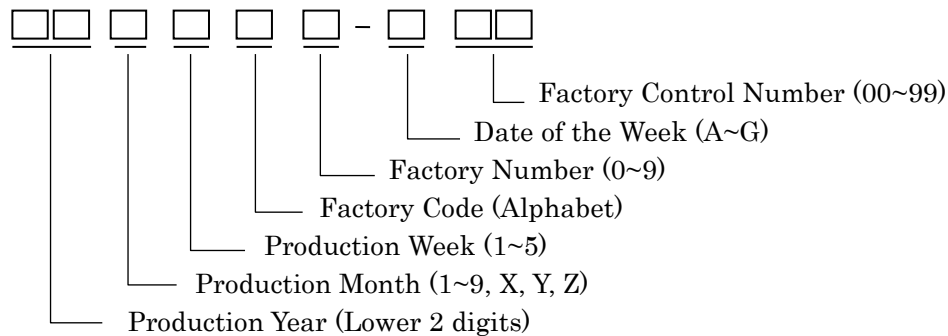 □□ □ □ □ □ – □ □□
Factory Control Number (00~99)
Date of the Week (A~G)
Factory Number (0~9)
Factory Code (Alphabet)
Production Week (1~5)
Production Month (1~9, X, Y, Z)
Production Year (Lower 2 digits)